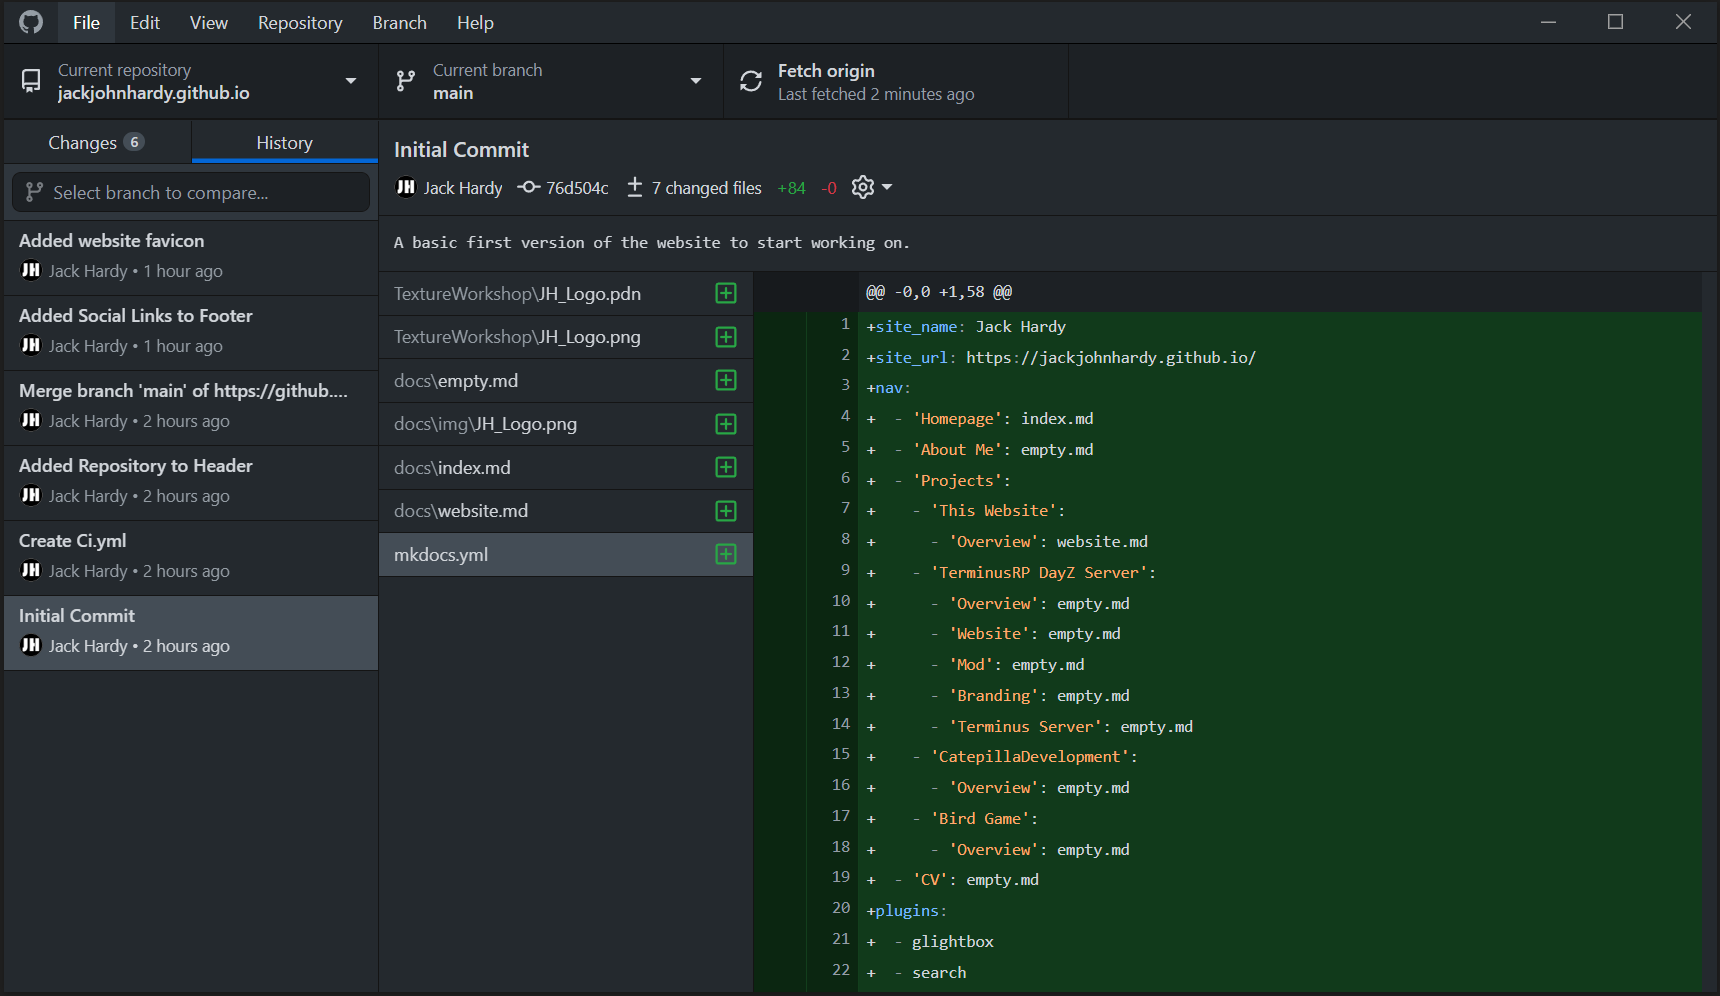 File Edit View Repository Branch Help
Current repository
jackjohnhardy.github.io
Current branch
main
Fetch origin
Last fetched 2 minutes ago
Changes 6
History
Select branch to compare...
Added website favicon
JH Jack Hardy • 1 hour ago
Added Social Links to Footer
JH Jack Hardy • 1 hour ago
Merge branch 'main' of https://github....
JH Jack Hardy • 2 hours ago
Added Repository to Header
JH Jack Hardy • 2 hours ago
Create Ci.yml
JH Jack Hardy • 2 hours ago
Initial Commit
JH Jack Hardy • 2 hours ago
Initial Commit
JH Jack Hardy 76d504c 7 changed files +84 -0
A basic first version of the website to start working on.
TextureWorkshop\JH_Logo.pdn
TextureWorkshop\JH_Logo.png
docs\empty.md
docs\img\JH_Logo.png
docs\index.md
docs\website.md
mkdocs.yml
@@ -0,0 +1,58 @@
1 +site_name: Jack Hardy
2 +site_url: https://jackjohnhardy.github.io/
3 +nav:
4 +  - 'Homepage': index.md
5 +  - 'About Me': empty.md
6 +  - 'Projects':
7 +    - 'This Website':
8 +      - 'Overview': website.md
9 +    - 'TerminusRP DayZ Server':
10 +      - 'Overview': empty.md
11 +      - 'Website': empty.md
12 +      - 'Mod': empty.md
13 +      - 'Branding': empty.md
14 +      - 'Terminus Server': empty.md
15 +    - 'CatepillaDevelopment':
16 +      - 'Overview': empty.md
17 +    - 'Bird Game':
18 +      - 'Overview': empty.md
19 +  - 'CV': empty.md
20 +plugins:
21 +  - glightbox
22 +  - search